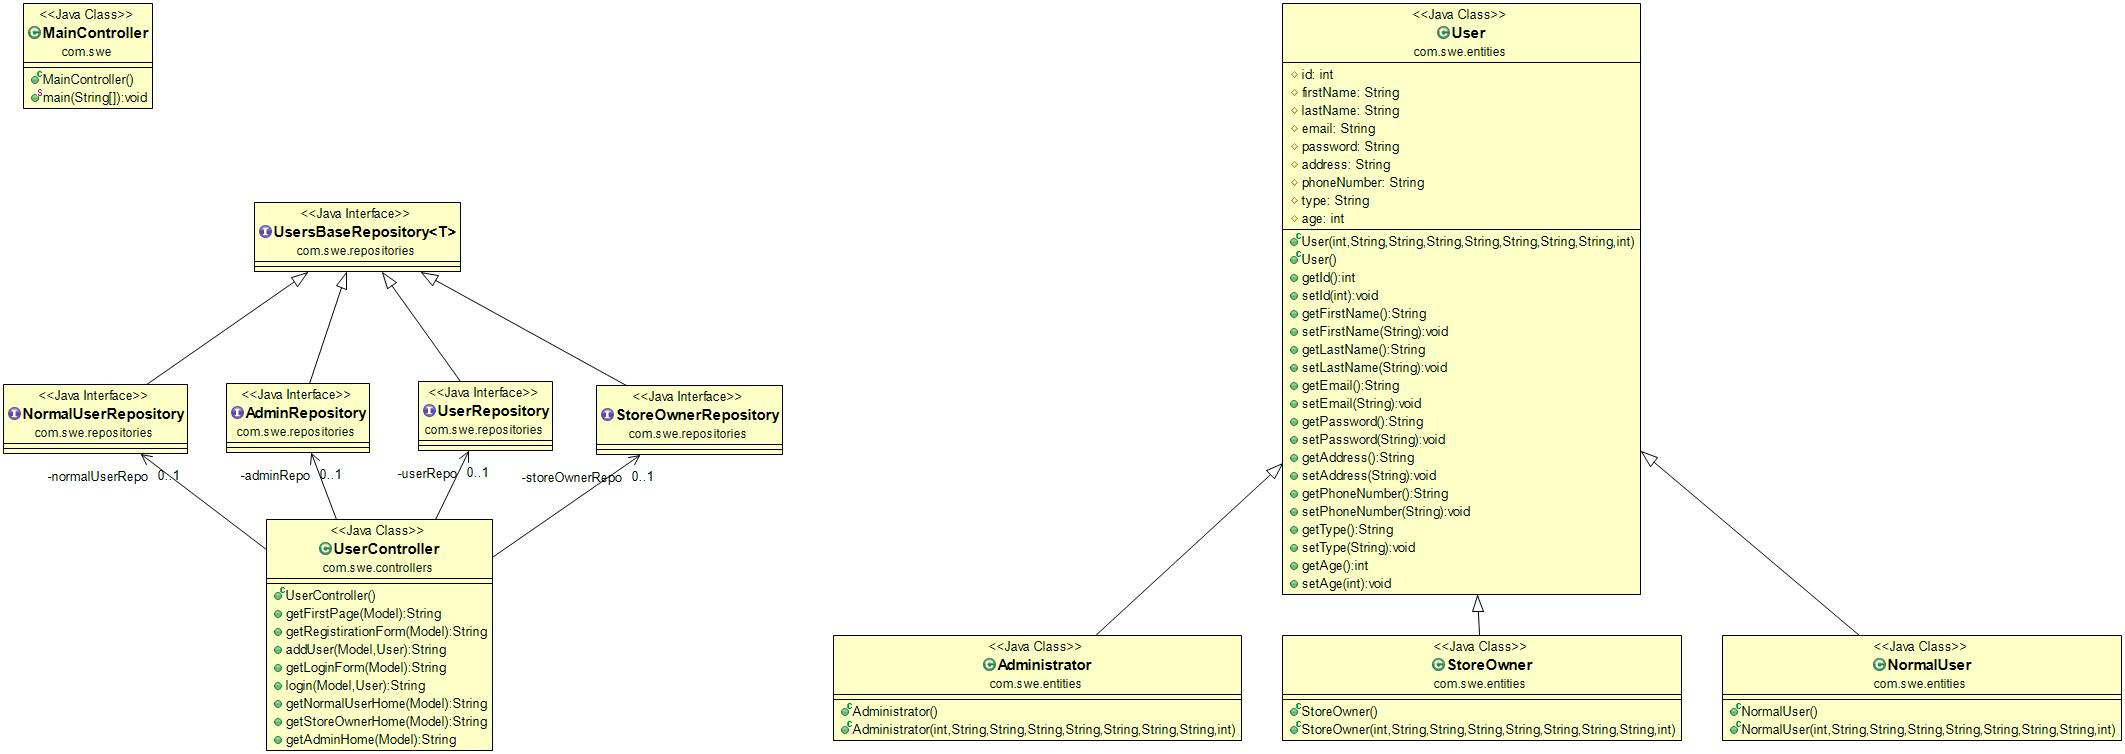 <<Java Class>>
MainController
com.swe
MainController()
main(String[]):void
<<Java Interface>>
UsersBaseRepository<T>
com.swe.repositories
<<Java Interface>>
NormalUserRepository
com.swe.repositories
<<Java Interface>>
AdminRepository
com.swe.repositories
<<Java Interface>>
UserRepository
com.swe.repositories
<<Java Interface>>
StoreOwnerRepository
com.swe.repositories
-normalUserRepo 0..1
-adminRepo 0..1
-userRepo 0..1
-storeOwnerRepo 0..1
<<Java Class>>
UserController
com.swe.controllers
UserController()
getFirstPage(Model):String
getRegistirationForm(Model):String
addUser(Model,User):String
getLoginForm(Model):String
login(Model,User):String
getNormalUserHome(Model):String
getStoreOwnerHome(Model):String
getAdminHome(Model):String
<<Java Class>>
User
com.swe.entities
id: int
firstName: String
lastName: String
email: String
password: String
address: String
phoneNumber: String
type: String
age: int
User(int,String,String,String,String,String,String,String,int)
User()
getId():int
setId(int):void
getFirstName():String
setFirstName(String):void
getLastName():String
setLastName(String):void
getEmail():String
setEmail(String):void
getPassword():String
setPassword(String):void
getAddress():String
setAddress(String):void
getPhoneNumber():String
setPhoneNumber(String):void
getType():String
setType(String):void
getAge():int
setAge(int):void
<<Java Class>>
Administrator
com.swe.entities
Administrator()
Administrator(int,String,String,String,String,String,String,String,int)
<<Java Class>>
StoreOwner
com.swe.entities
StoreOwner()
StoreOwner(int,String,String,String,String,String,String,String,int)
<<Java Class>>
NormalUser
com.swe.entities
NormalUser()
NormalUser(int,String,String,String,String,String,String,String,int)